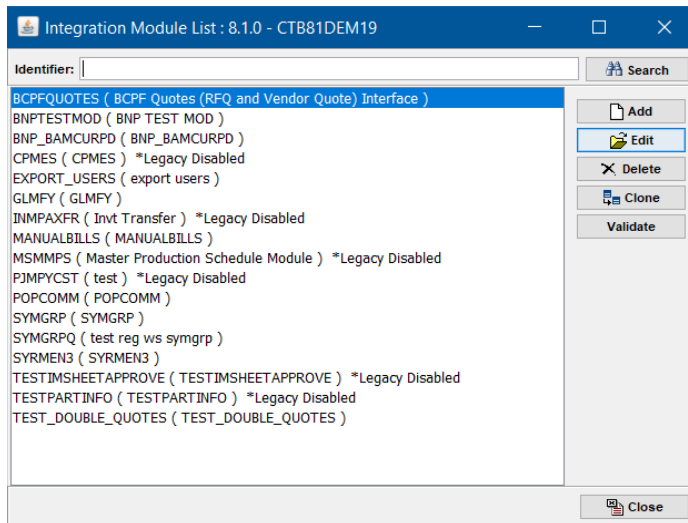 Integration Module List : 8.1.0 - CTB81DEM19
Identifier:
Search
BCPFQUOTES ( BCPF Quotes (RFQ and Vendor Quote) Interface )
BNPTESTMOD ( BNP TEST MOD )
BNP_BAMCURPD ( BNP_BAMCURPD )
CPMES ( CPMES ) *Legacy Disabled
EXPORT_USERS ( export users )
GLMFY ( GLMFY )
INMPAXFR ( Invt Transfer ) *Legacy Disabled
MANUALBILLS ( MANUALBILLS )
MSMMPS ( Master Production Schedule Module ) *Legacy Disabled
PJMPYCST ( test ) *Legacy Disabled
POPCOMM ( POPCOMM )
SYMGRP ( SYMGRP )
SYMGRPQ ( test reg ws symgrp )
SYRMEN3 ( SYRMEN3 )
TESTIMSHEETAPPROVE ( TESTIMSHEETAPPROVE ) *Legacy Disabled
TESTPARTINFO ( TESTPARTINFO ) *Legacy Disabled
TEST_DOUBLE_QUOTES ( TEST_DOUBLE_QUOTES )
Add
Edit
Delete
Clone
Validate
Close